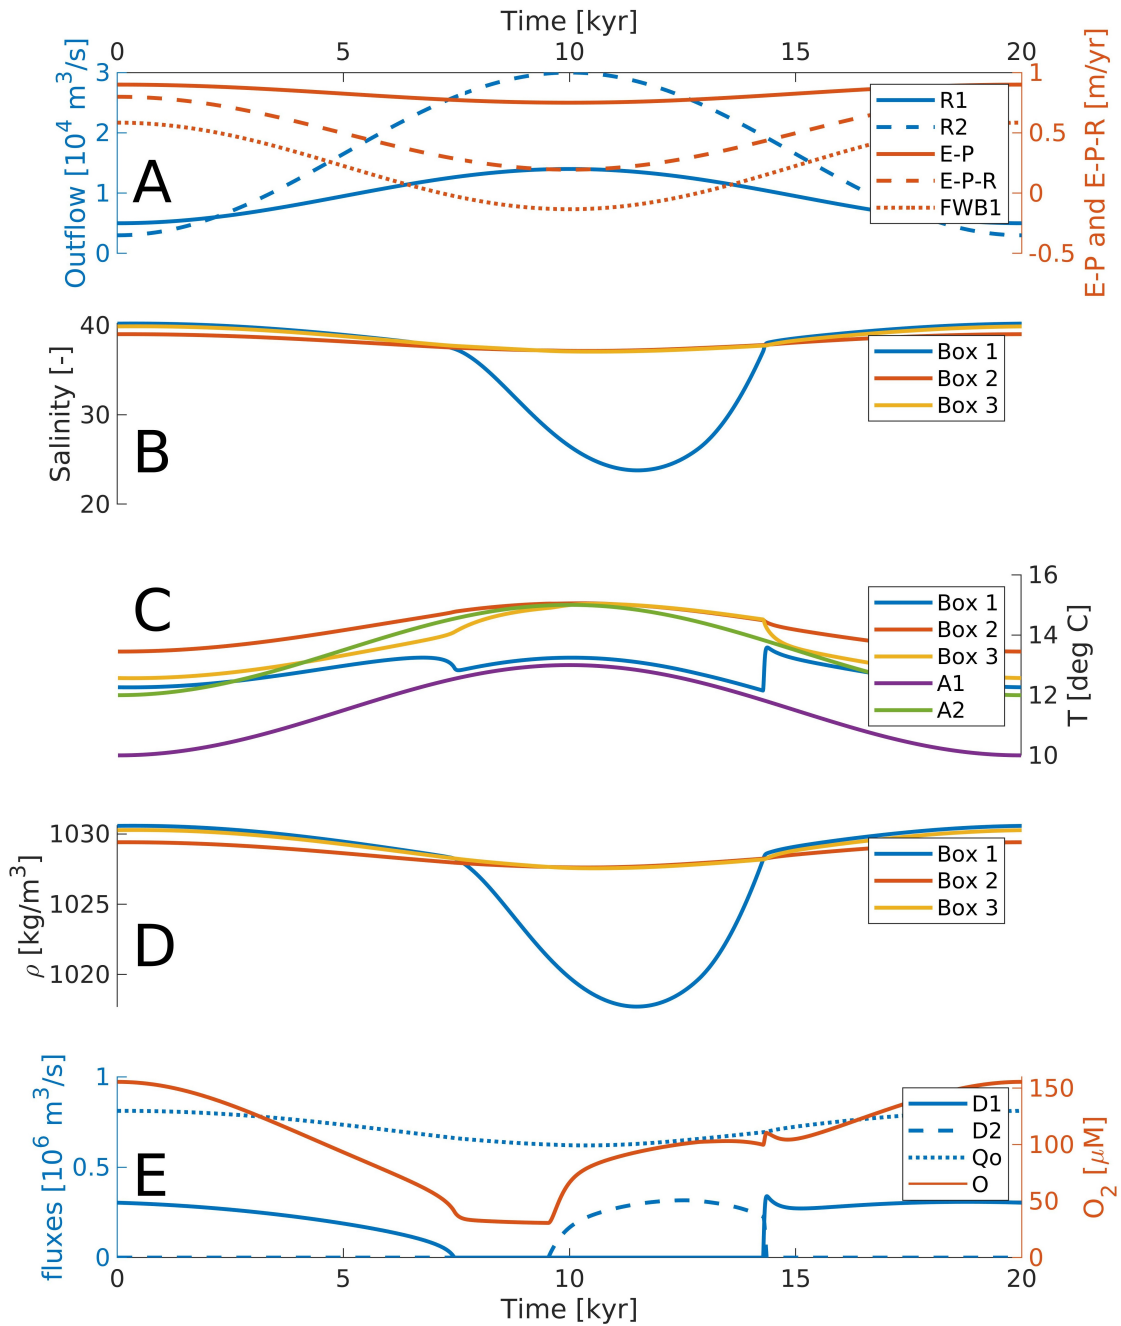 Time [kyr]
0 5 10 15 20
Outflow [10⁴ m³/s]
3
2
1
0
A
E-P and E-P-R [m/yr]
1
0.5
0
-0.5
R1
R2
E-P
E-P-R
FWB1
Salinity [-]
40
30
20
B
Box 1
Box 2
Box 3
C
T [deg C]
16
14
12
10
Box 1
Box 2
Box 3
A1
A2
ρ [kg/m³]
1030
1025
1020
D
Box 1
Box 2
Box 3
fluxes [10⁶ m³/s]
1
0.5
0
E
O₂ [μM]
150
100
50
0
D1
D2
Qo
O
0 5 10 15 20
Time [kyr]